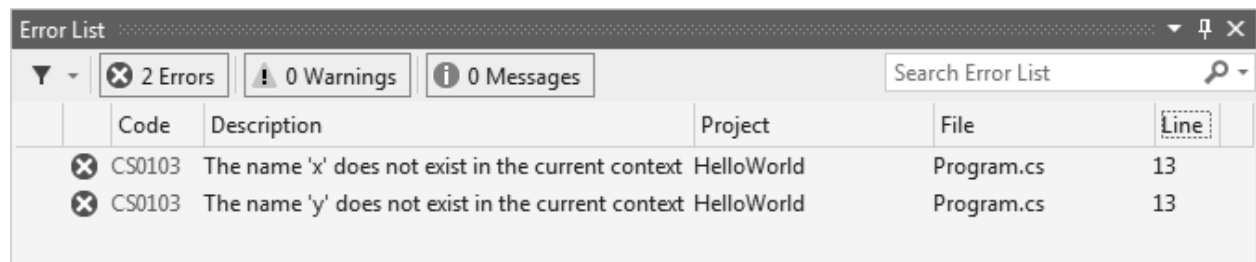 Error List
2 Errors 0 Warnings 0 Messages Search Error List
Code Description Project File Line
CS0103 The name 'x' does not exist in the current context HelloWorld Program.cs 13
CS0103 The name 'y' does not exist in the current context HelloWorld Program.cs 13